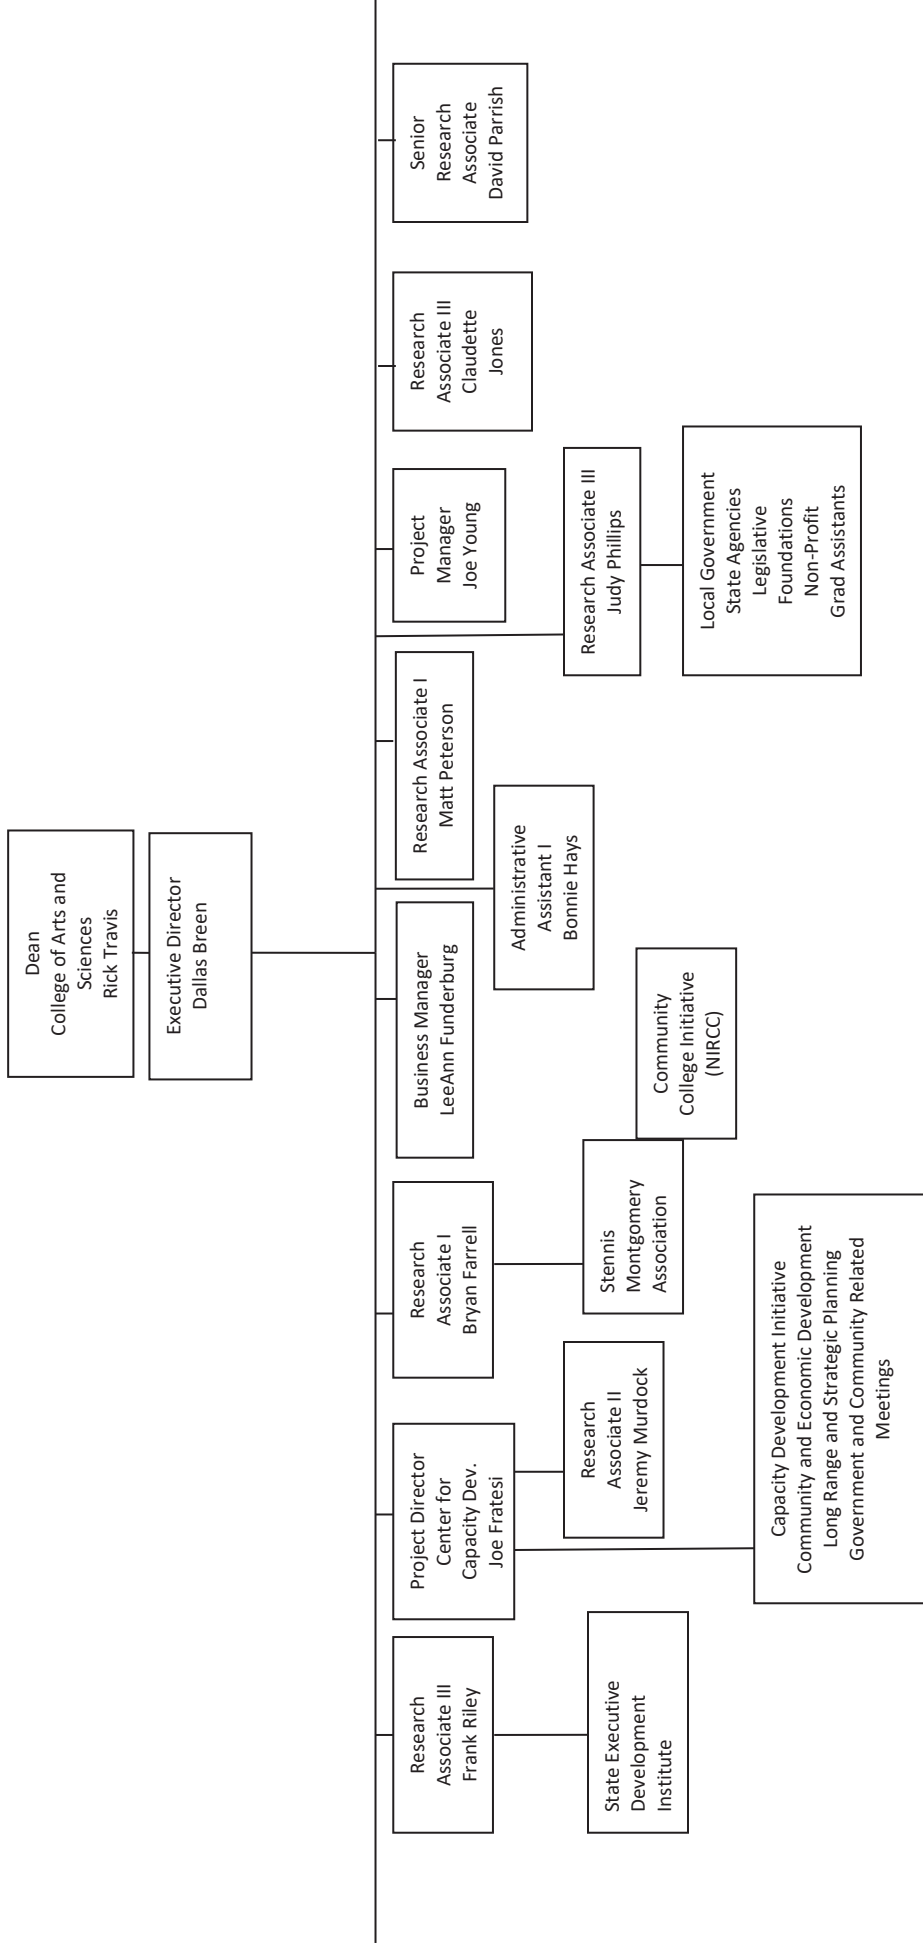 Dean
College of Arts and
Sciences
Rick Travis
Executive Director
Dallas Breen
Research
Associate III
Frank Riley
Project Director
Center for
Capacity Dev.
Joe Fratesi
Research
Associate I
Bryan Farrell
Business Manager
LeeAnn Funderburg
Research Associate I
Matt Peterson
Project
Manager
Joe Young
Research
Associate III
Claudette
Jones
Senior
Research
Associate
David Parrish
Administrative
Assistant I
Bonnie Hays
Research Associate III
Judy Phillips
Research
Associate II
Jeremy Murdock
Stennis
Montgomery
Association
State Executive
Development
Institute
Community
College Initiative
(NIRCC)
Local Government
State Agencies
Legislative
Foundations
Non-Profit
Grad Assistants
Capacity Development Initiative
Community and Economic Development
Long Range and Strategic Planning
Government and Community Related
Meetings